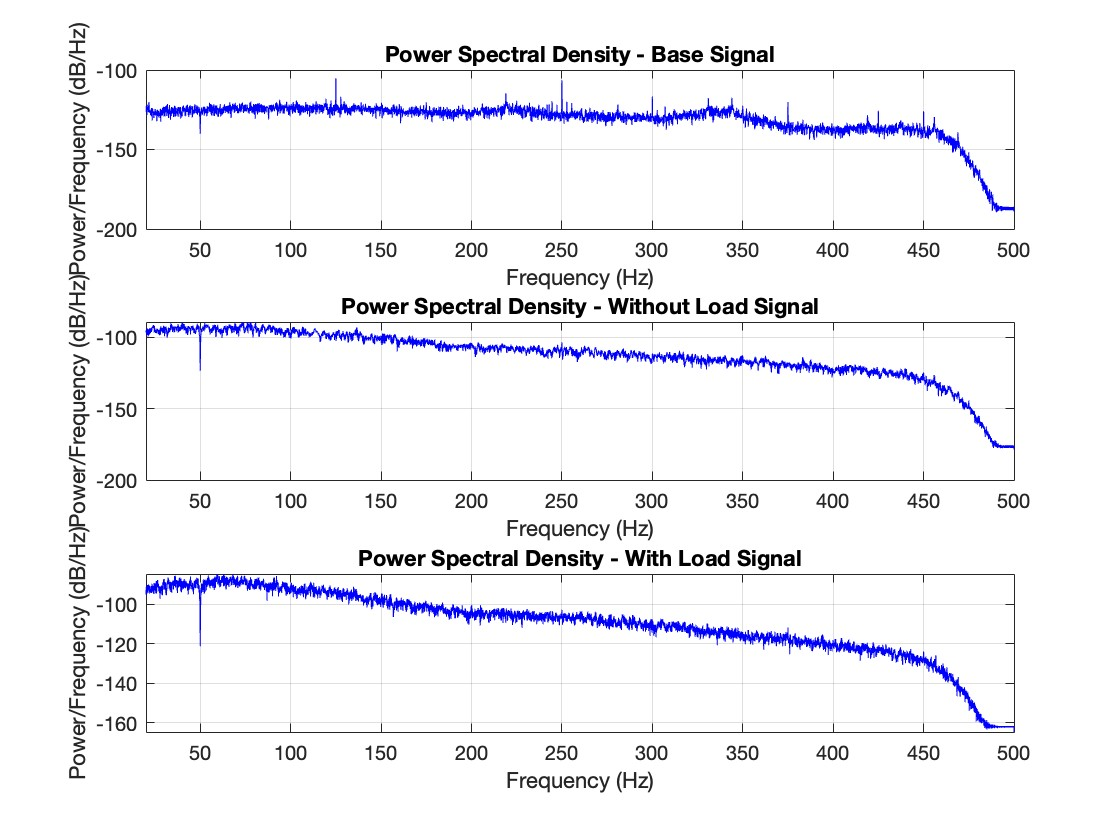 Power Spectral Density - Base Signal
Power/Frequency (dB/Hz)
-100
-150
-200
50 100 150 200 250 300 350 400 450 500
Frequency (Hz)
Power Spectral Density - Without Load Signal
Power/Frequency (dB/Hz)
-100
-150
-200
50 100 150 200 250 300 350 400 450 500
Frequency (Hz)
Power Spectral Density - With Load Signal
Power/Frequency (dB/Hz)
-100
-120
-140
-160
50 100 150 200 250 300 350 400 450 500
Frequency (Hz)